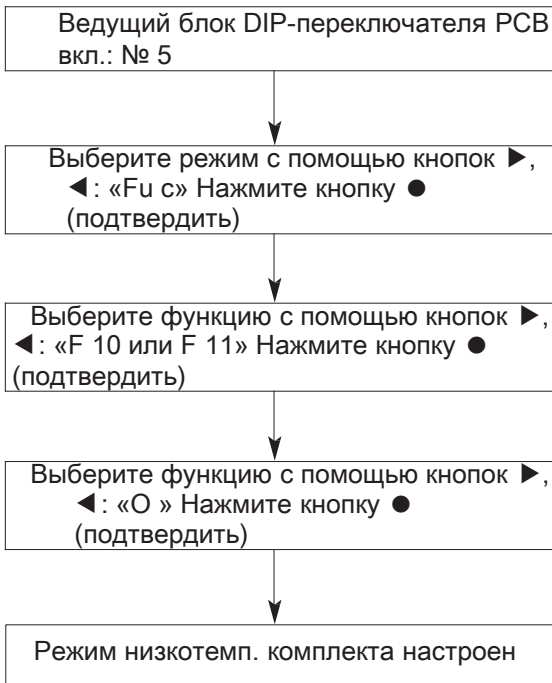 Ведущий блок DIP-переключателя PCB
вкл.: № 5
Выберите режим с помощью кнопок ▶,
◀: «Fu c» Нажмите кнопку ●
(подтвердить)
Выберите функцию с помощью кнопок ▶,
◀: «F 10 или F 11» Нажмите кнопку ●
(подтвердить)
Выберите функцию с помощью кнопок ▶,
◀: «O » Нажмите кнопку ●
(подтвердить)
Режим низкотемп. комплекта настроен